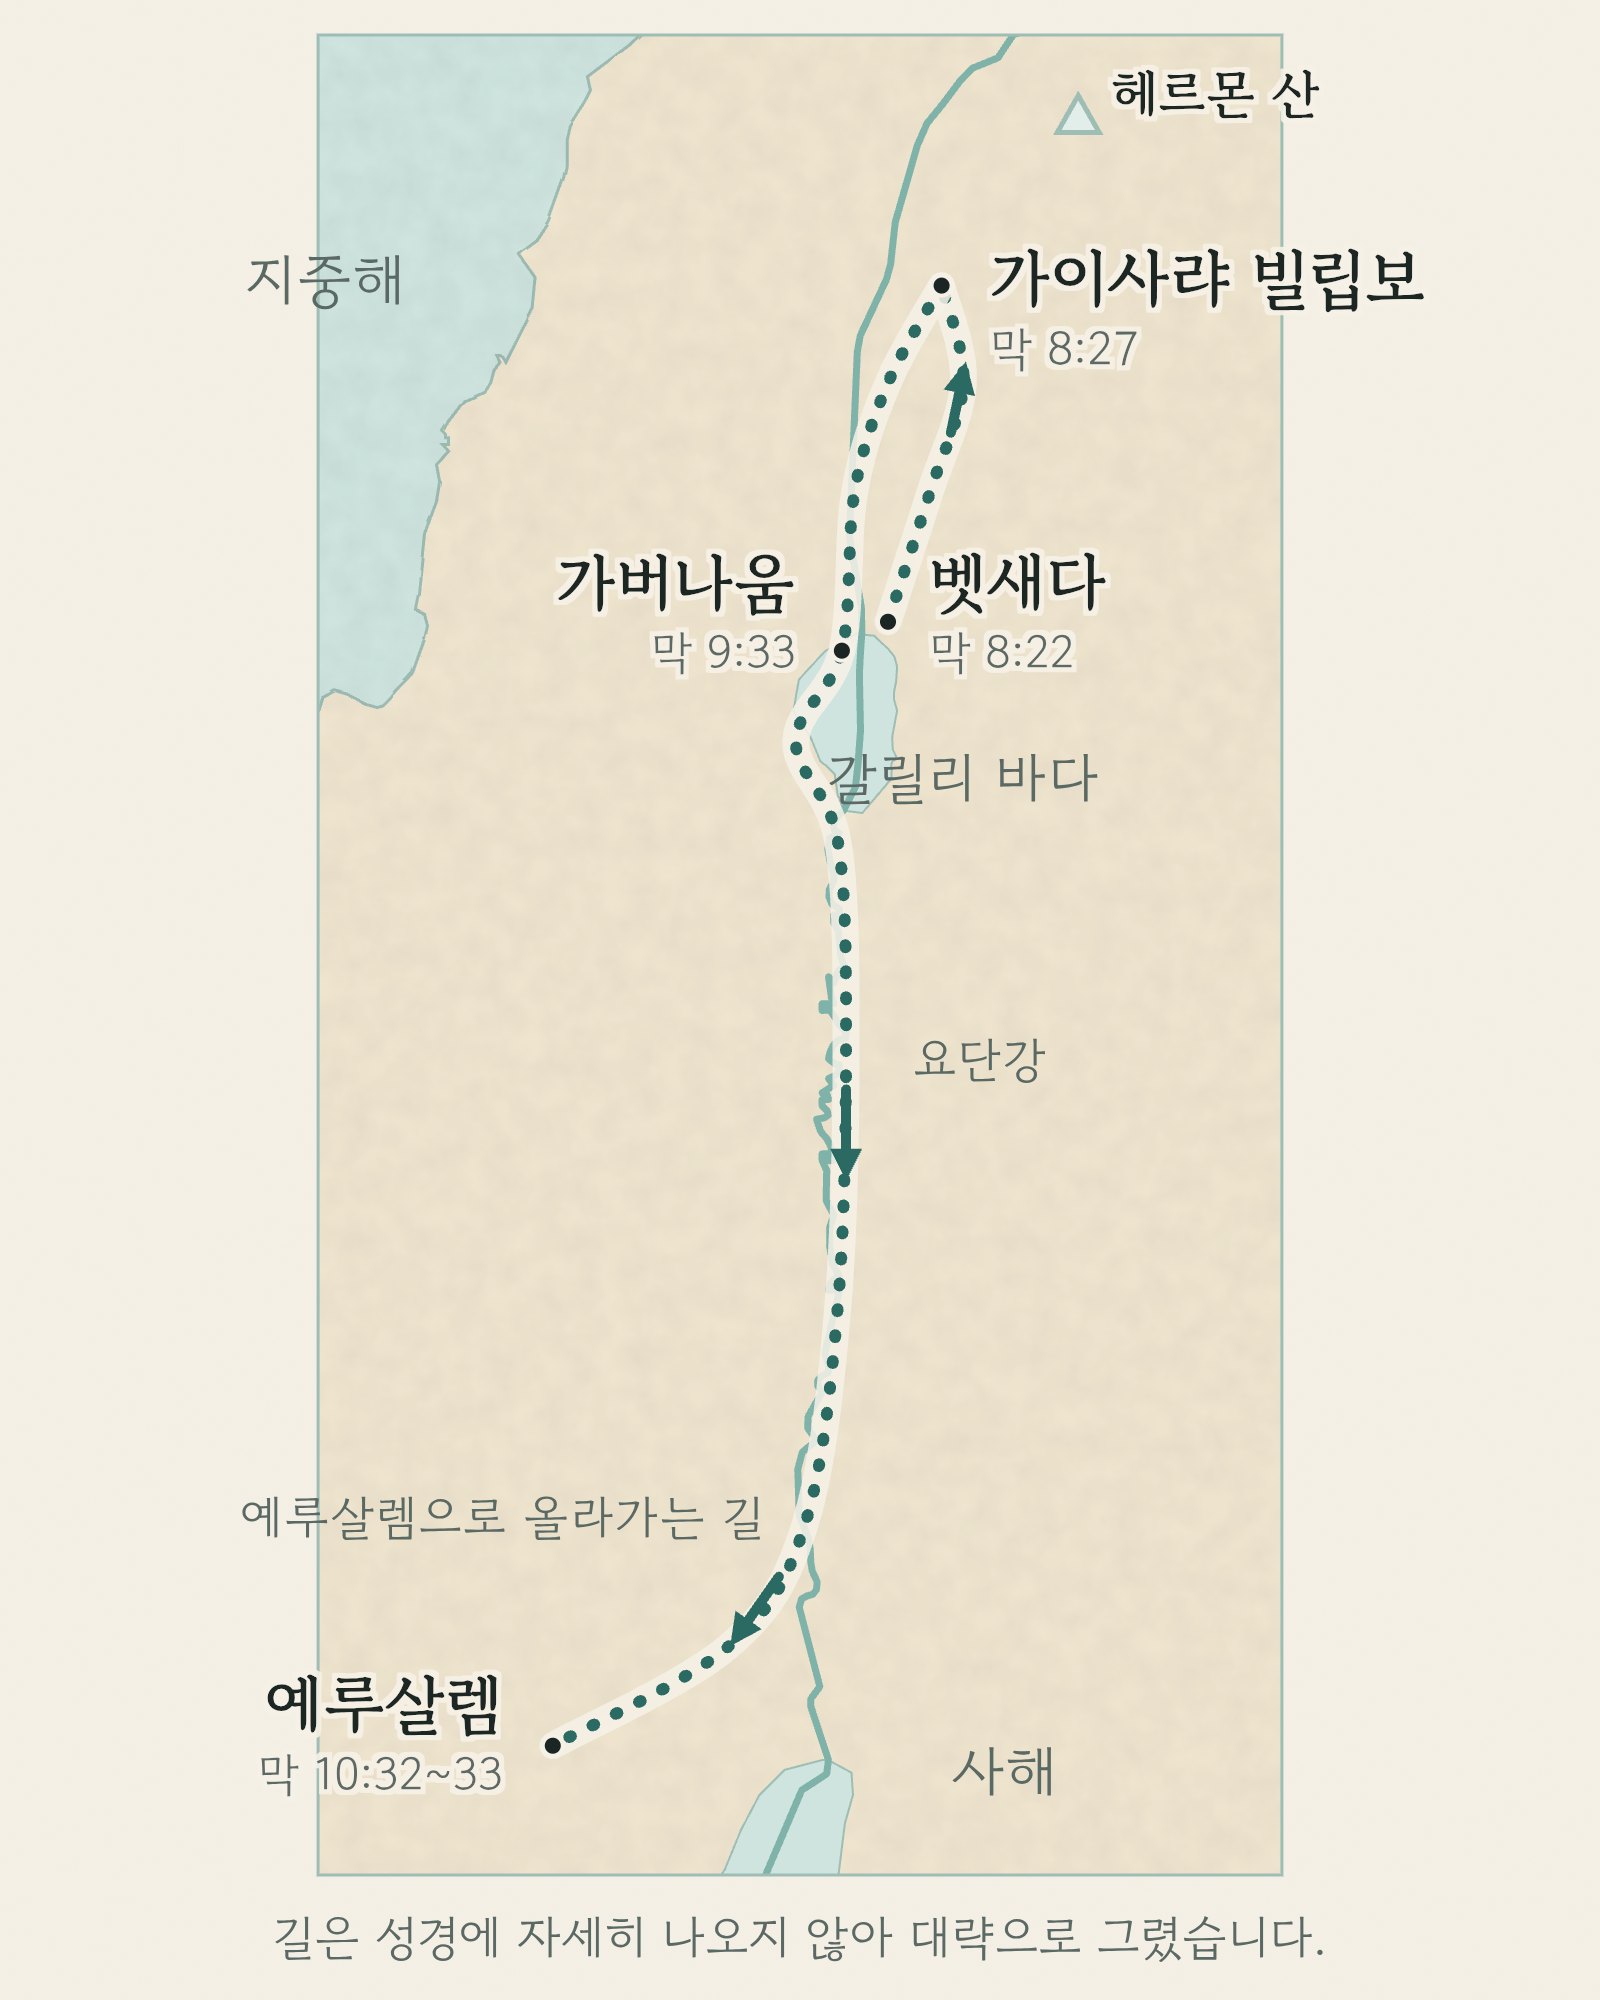 헤르몬 산
지중해
가이사랴 빌립보
막 8:27
가버나움
막 9:33
벳새다
막 8:22
갈릴리 바다
요단강
예루살렘으로 올라가는 길
예루살렘
막 10:32~33
사해
길은 성경에 자세히 나오지 않아 대략으로 그렸습니다.